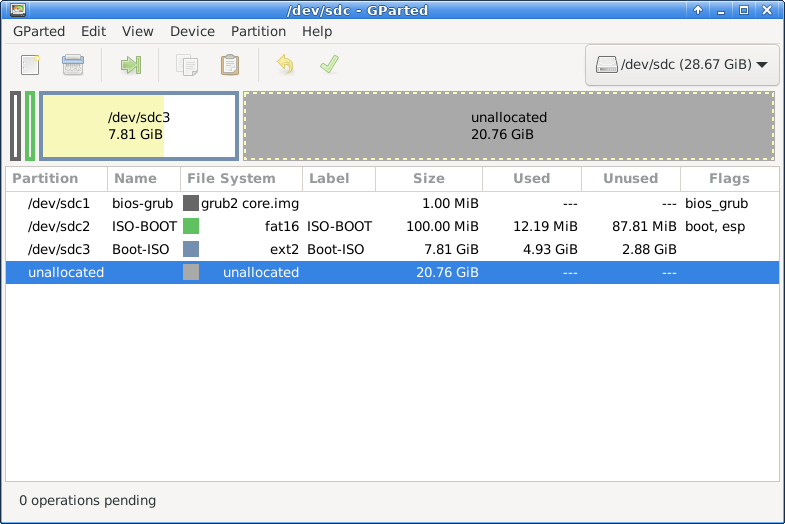 /dev/sdc - GParted
GParted Edit View Device Partition Help
/dev/sdc (28.67 GiB)
/dev/sdc3
7.81 GiB
unallocated
20.76 GiB
Partition Name File System Label Size Used Unused Flags
/dev/sdc1 bios-grub grub2 core.img 1.00 MiB --- --- bios_grub
/dev/sdc2 ISO-BOOT fat16 ISO-BOOT 100.00 MiB 12.19 MiB 87.81 MiB boot, esp
/dev/sdc3 Boot-ISO ext2 Boot-ISO 7.81 GiB 4.93 GiB 2.88 GiB
unallocated unallocated 20.76 GiB --- ---
0 operations pending